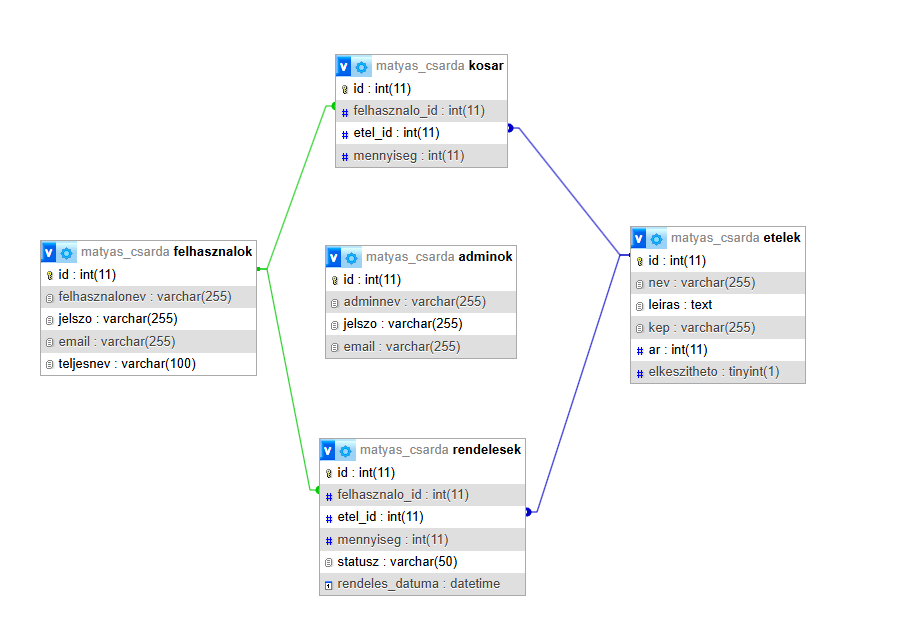 v matyas_csarda kosar
id : int(11)
# felhasznalo_id : int(11)
# etel_id : int(11)
# mennyiseg : int(11)
v matyas_csarda felhasznalok
id : int(11)
felhasznalonev : varchar(255)
jelszo : varchar(255)
email : varchar(255)
teljesnev : varchar(100)
v matyas_csarda adminok
id : int(11)
adminnev : varchar(255)
jelszo : varchar(255)
email : varchar(255)
v matyas_csarda etelek
id : int(11)
nev : varchar(255)
leiras : text
kep : varchar(255)
# ar : int(11)
# elkeszitheto : tinyint(1)
v matyas_csarda rendelesek
id : int(11)
# felhasznalo_id : int(11)
# etel_id : int(11)
# mennyiseg : int(11)
statusz : varchar(50)
rendeles_datuma : datetime